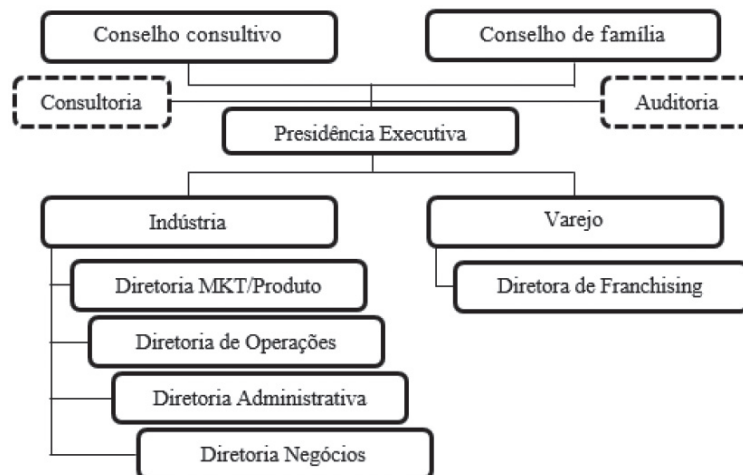 Conselho consultivo
Conselho de família
Consultoria
Auditoria
Presidência Executiva
Indústria
Varejo
Diretoria MKT/Produto
Diretora de Franchising
Diretoria de Operações
Diretoria Administrativa
Diretoria Negócios